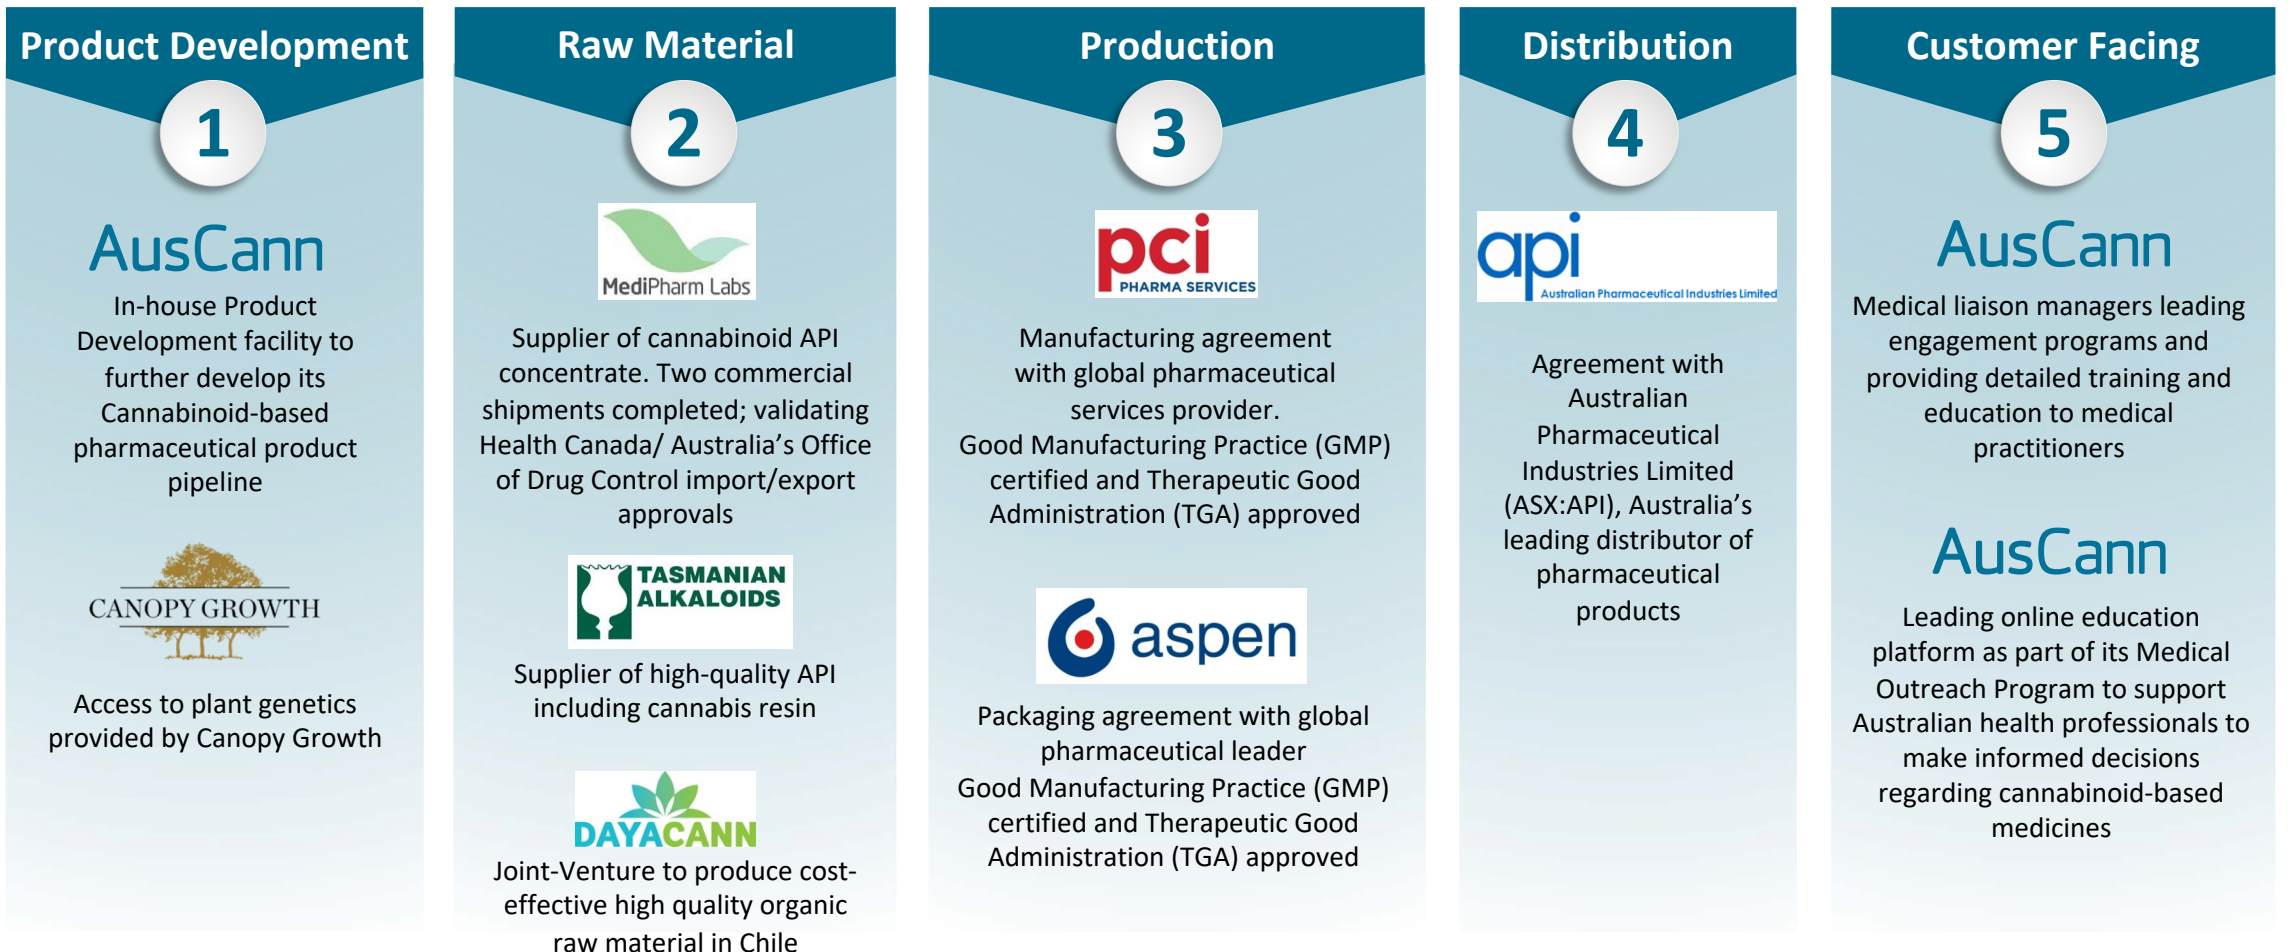 Product Development
1
AusCann
In-house Product
Development facility to
further develop its
Cannabinoid-based
pharmaceutical product
pipeline
CANOPY GROWTH
Access to plant genetics
provided by Canopy Growth
Raw Material
2
MediPharm Labs
Supplier of cannabinoid API
concentrate. Two commercial
shipments completed; validating
Health Canada/ Australia’s Office
of Drug Control import/export
approvals
TASMANIAN
ALKALOIDS
Supplier of high-quality API
including cannabis resin
DAYACANN
Joint-Venture to produce cost-
effective high quality organic
raw material in Chile
Production
3
pci
PHARMA SERVICES
Manufacturing agreement
with global pharmaceutical
services provider.
Good Manufacturing Practice (GMP)
certified and Therapeutic Good
Administration (TGA) approved
aspen
Packaging agreement with global
pharmaceutical leader
Good Manufacturing Practice (GMP)
certified and Therapeutic Good
Administration (TGA) approved
Distribution
4
api
Australian Pharmaceutical Industries Limited
Agreement with
Australian
Pharmaceutical
Industries Limited
(ASX:API), Australia’s
leading distributor of
pharmaceutical
products
Customer Facing
5
AusCann
Medical liaison managers leading
engagement programs and
providing detailed training and
education to medical
practitioners
AusCann
Leading online education
platform as part of its Medical
Outreach Program to support
Australian health professionals to
make informed decisions
regarding cannabinoid-based
medicines